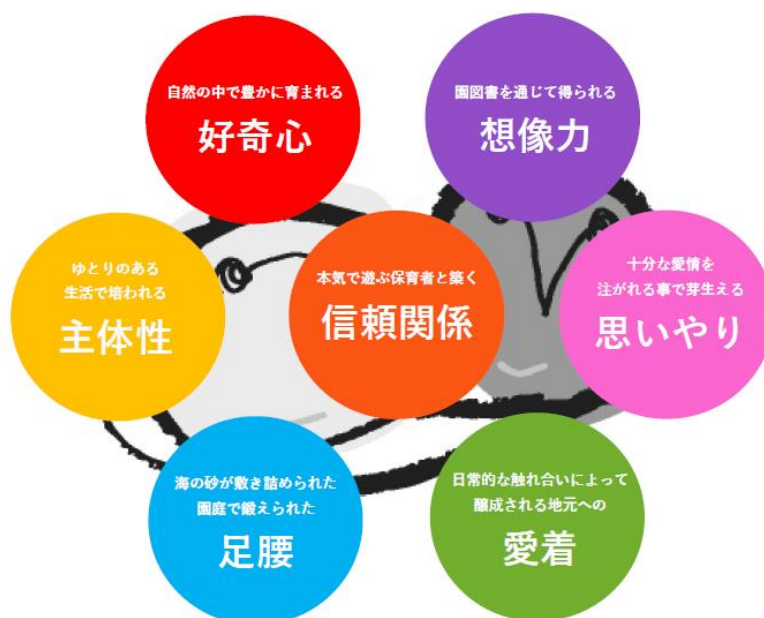 自然の中で豊かに育まれる
好奇心
園図書を通じて得られる
想像力
ゆとりのある
生活で培われる
主体性
本気で遊ぶ保育者と築く
信頼関係
十分な愛情を
注がれる事で芽生える
思いやり
海の砂が敷き詰められた
園庭で鍛えられた
足腰
日常的な触れ合いによって
醸成される地元への
愛着